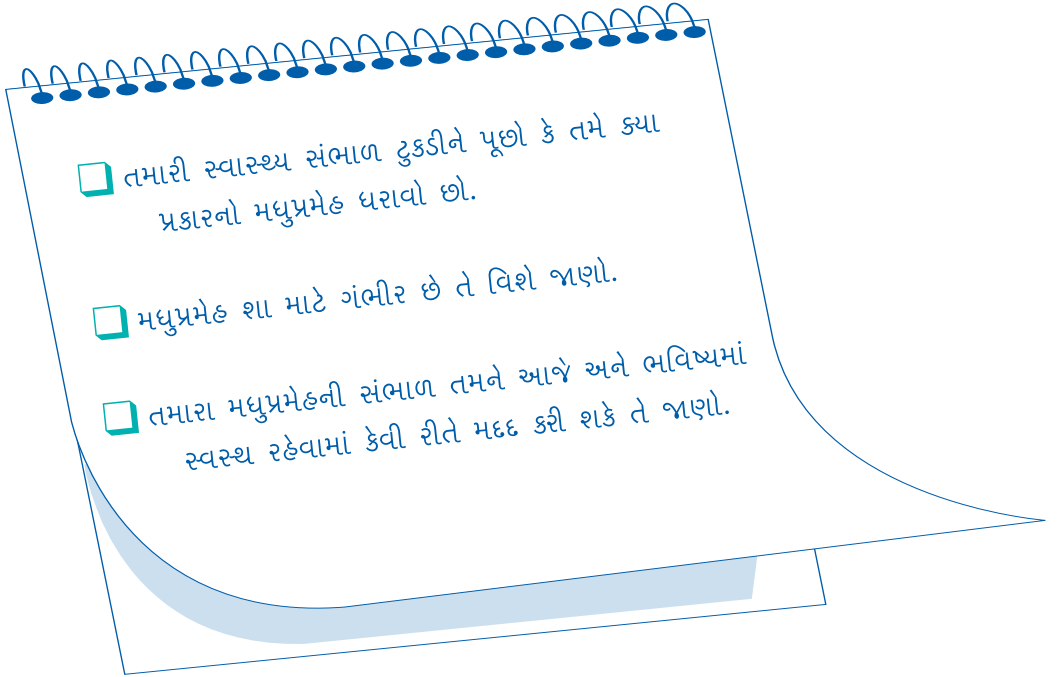 તમારી સ્વાસ્થ્ય સંભાળ ટુકડીને પૂછો કે તમે ક્યા
પ્રકારનો મધુપ્રમેહ ધરાવો છો.
મધુપ્રમેહ શા માટે ગંભીર છે તે વિશે જાણો.
તમારા મધુપ્રમેહની સંભાળ તમને આજે અને ભવિષ્યમાં
સ્વસ્થ રહેવામાં કેવી રીતે મદદ કરી શકે તે જાણો.